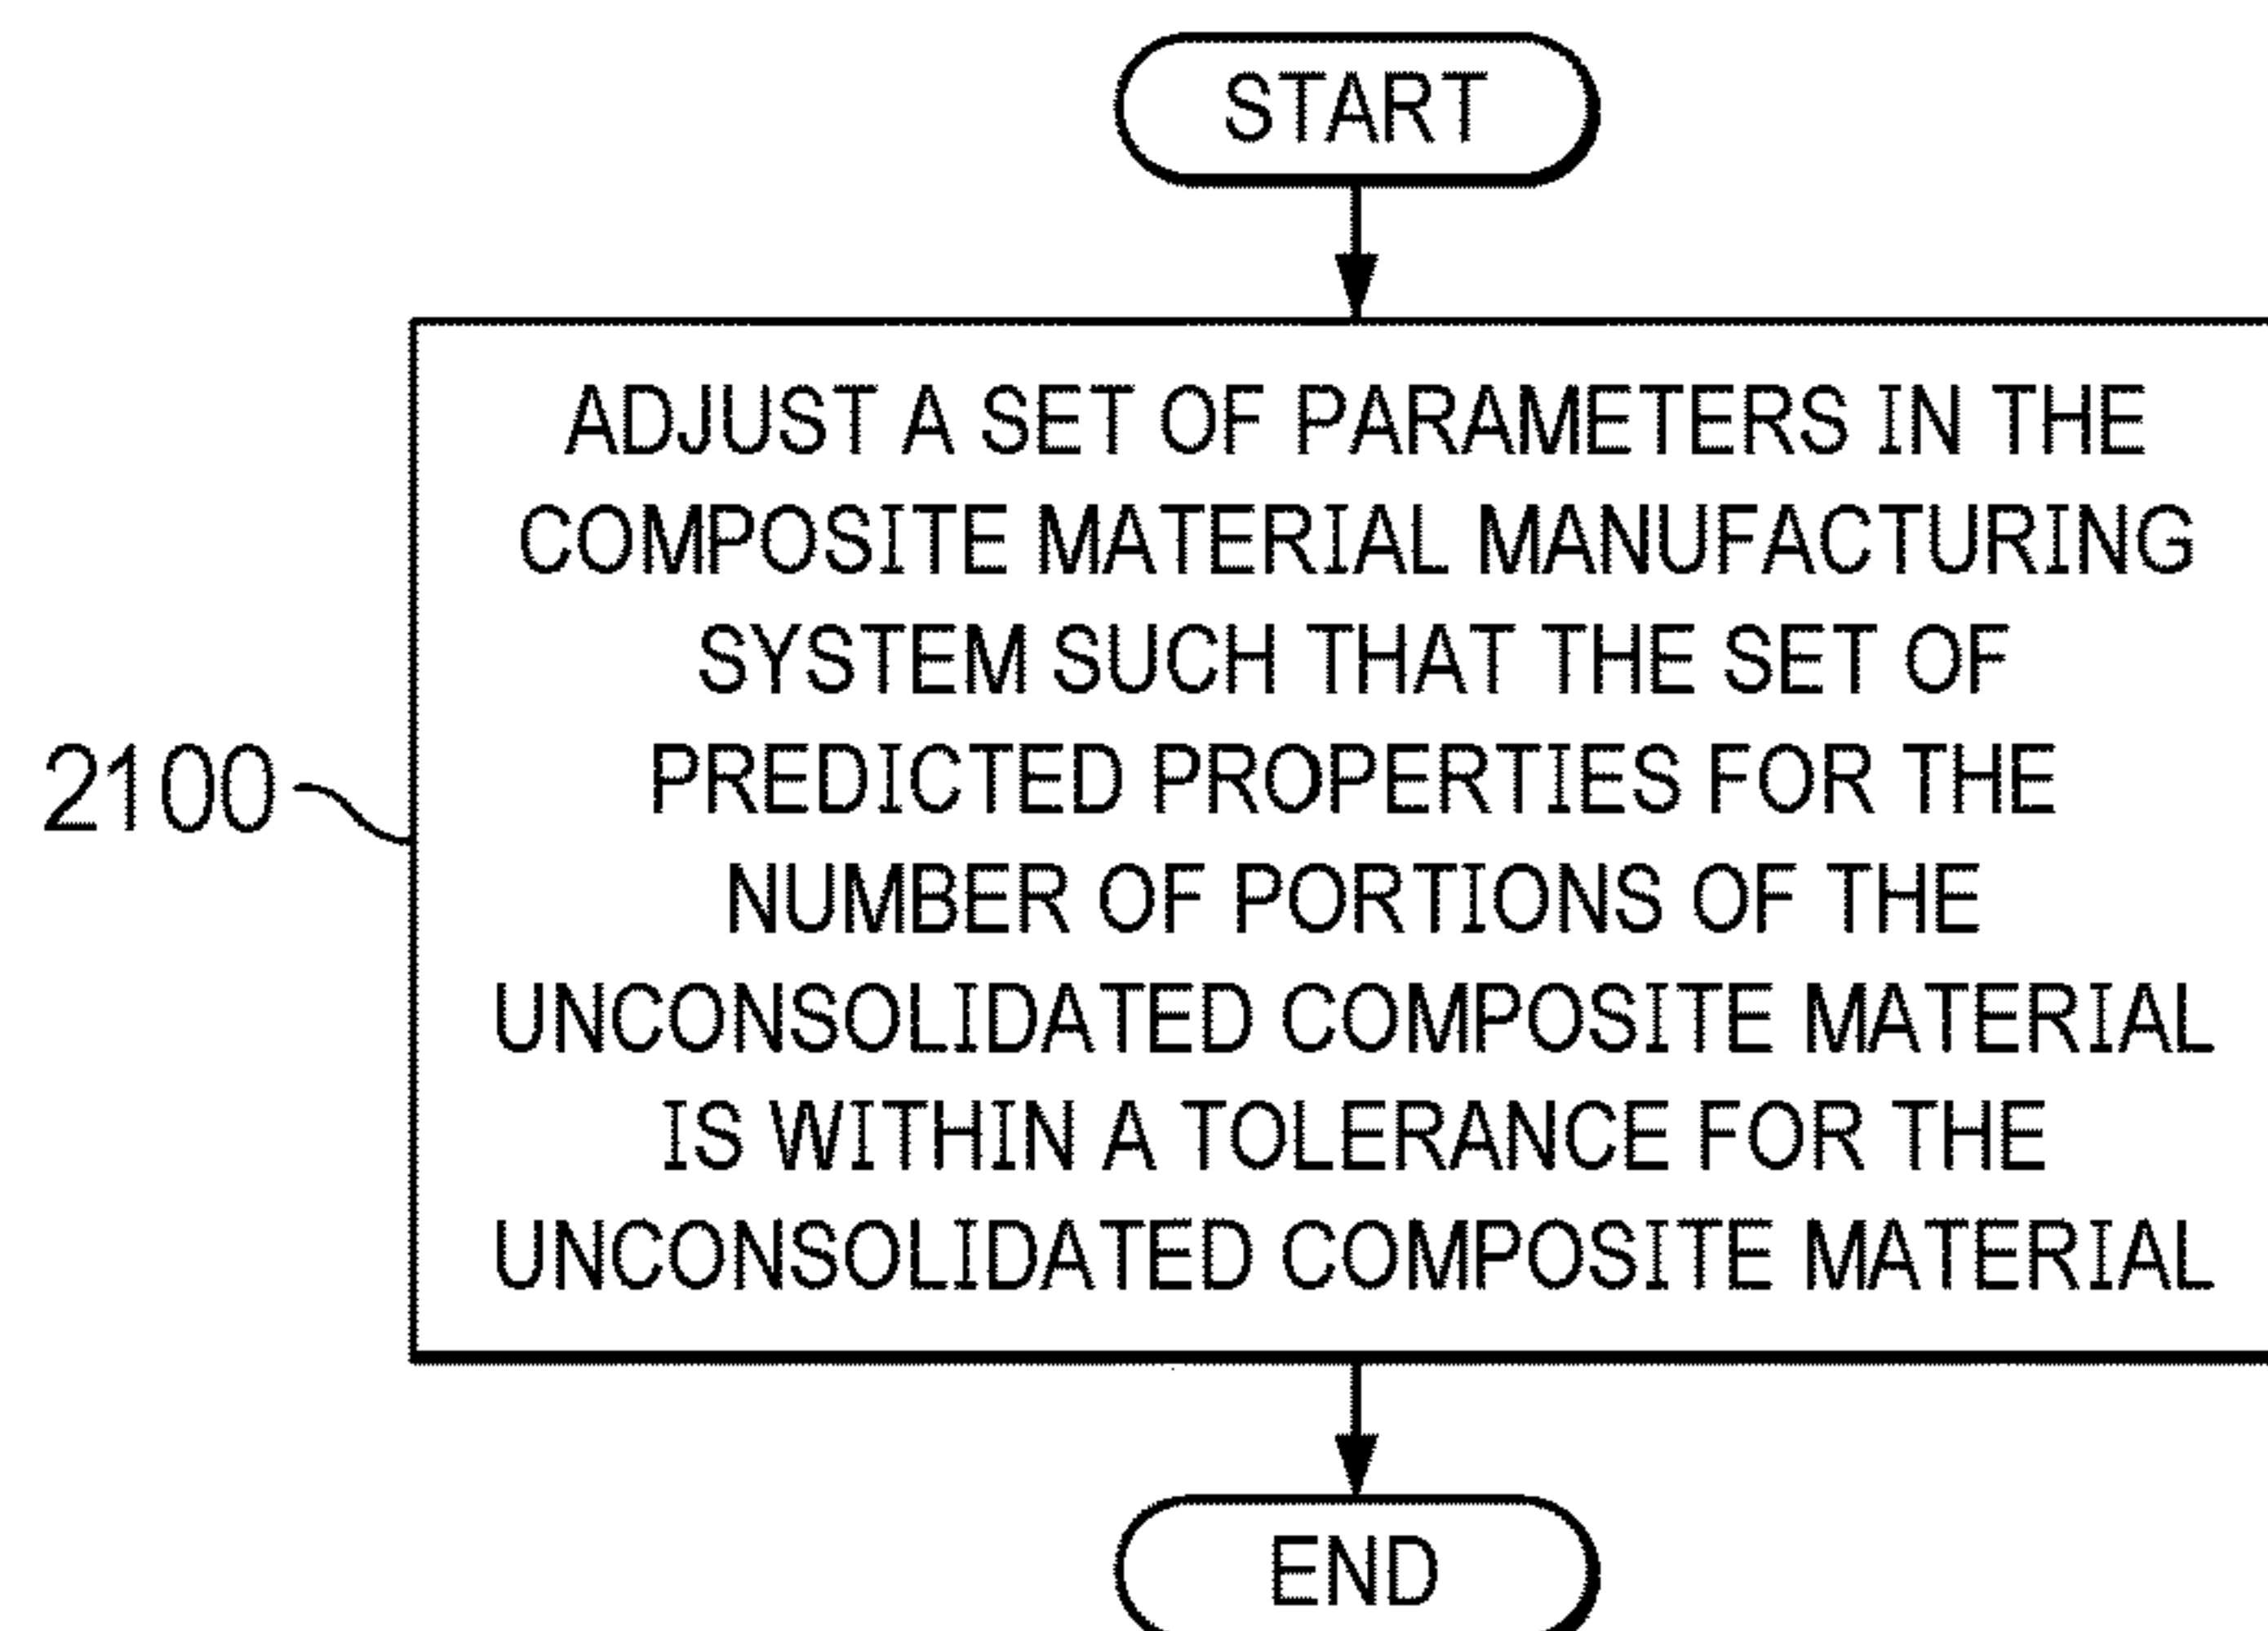 START
ADJUST A SET OF PARAMETERS IN THE
COMPOSITE MATERIAL MANUFACTURING
SYSTEM SUCH THAT THE SET OF
PREDICTED PROPERTIES FOR THE
2100
NUMBER OF PORTIONS OF THE
UNCONSOLIDATED COMPOSITE MATERIAL
IS WITHIN A TOLERANCE FOR THE
UNCONSOLIDATED COMPOSITE MATERIAL
END